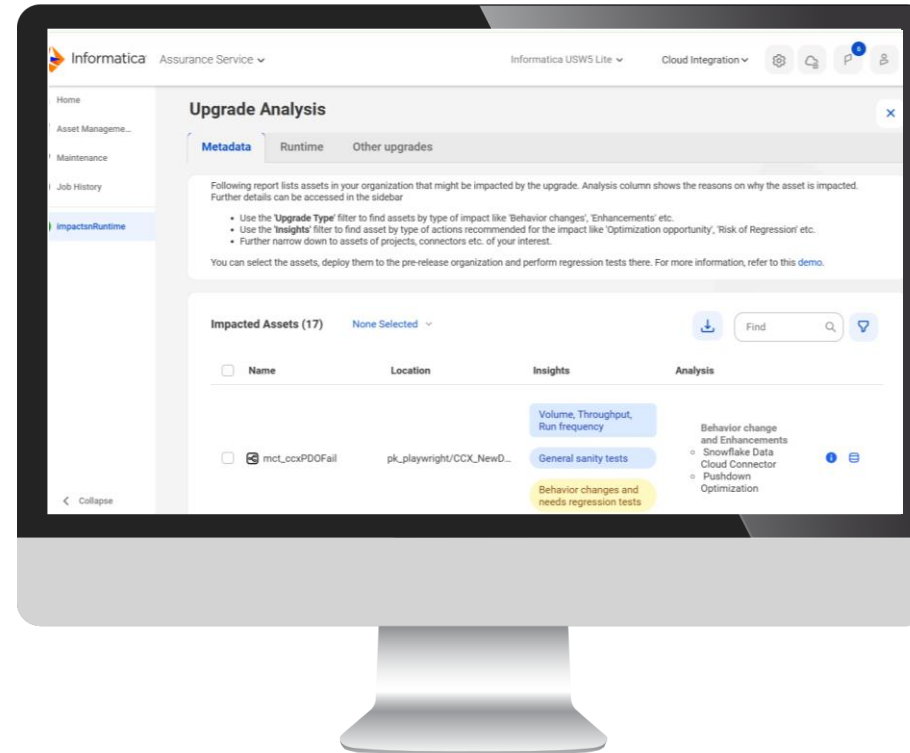 Informatica
Assurance Service
Informatica USW5 Lite
Cloud Integration
6
Home
Asset Manageme...
Maintenance
Job History
impactsnRuntime
Collapse
Upgrade Analysis
Metadata Runtime Other upgrades
Following report lists assets in your organization that might be impacted by the upgrade. Analysis column shows the reasons on why the asset is impacted.
Further details can be accessed in the sidebar
• Use the 'Upgrade Type' filter to find assets by type of impact like 'Behavior changes', 'Enhancements' etc.
• Use the 'Insights' filter to find asset by type of actions recommended for the impact like 'Optimization opportunity', 'Risk of Regression' etc.
• Further narrow down to assets of projects, connectors etc. of your interest.
You can select the assets, deploy them to the pre-release organization and perform regression tests there. For more information, refer to this demo.
Impacted Assets (17) None Selected
Find
Name Location Insights Analysis
mct_ccxPDOFail
pk_playwright/CCX_NewD...
Volume, Throughput,
Run frequency
General sanity tests
Behavior changes and
needs regression tests
Behavior change
and Enhancements
Snowflake Data
Cloud Connector
Pushdown
Optimization